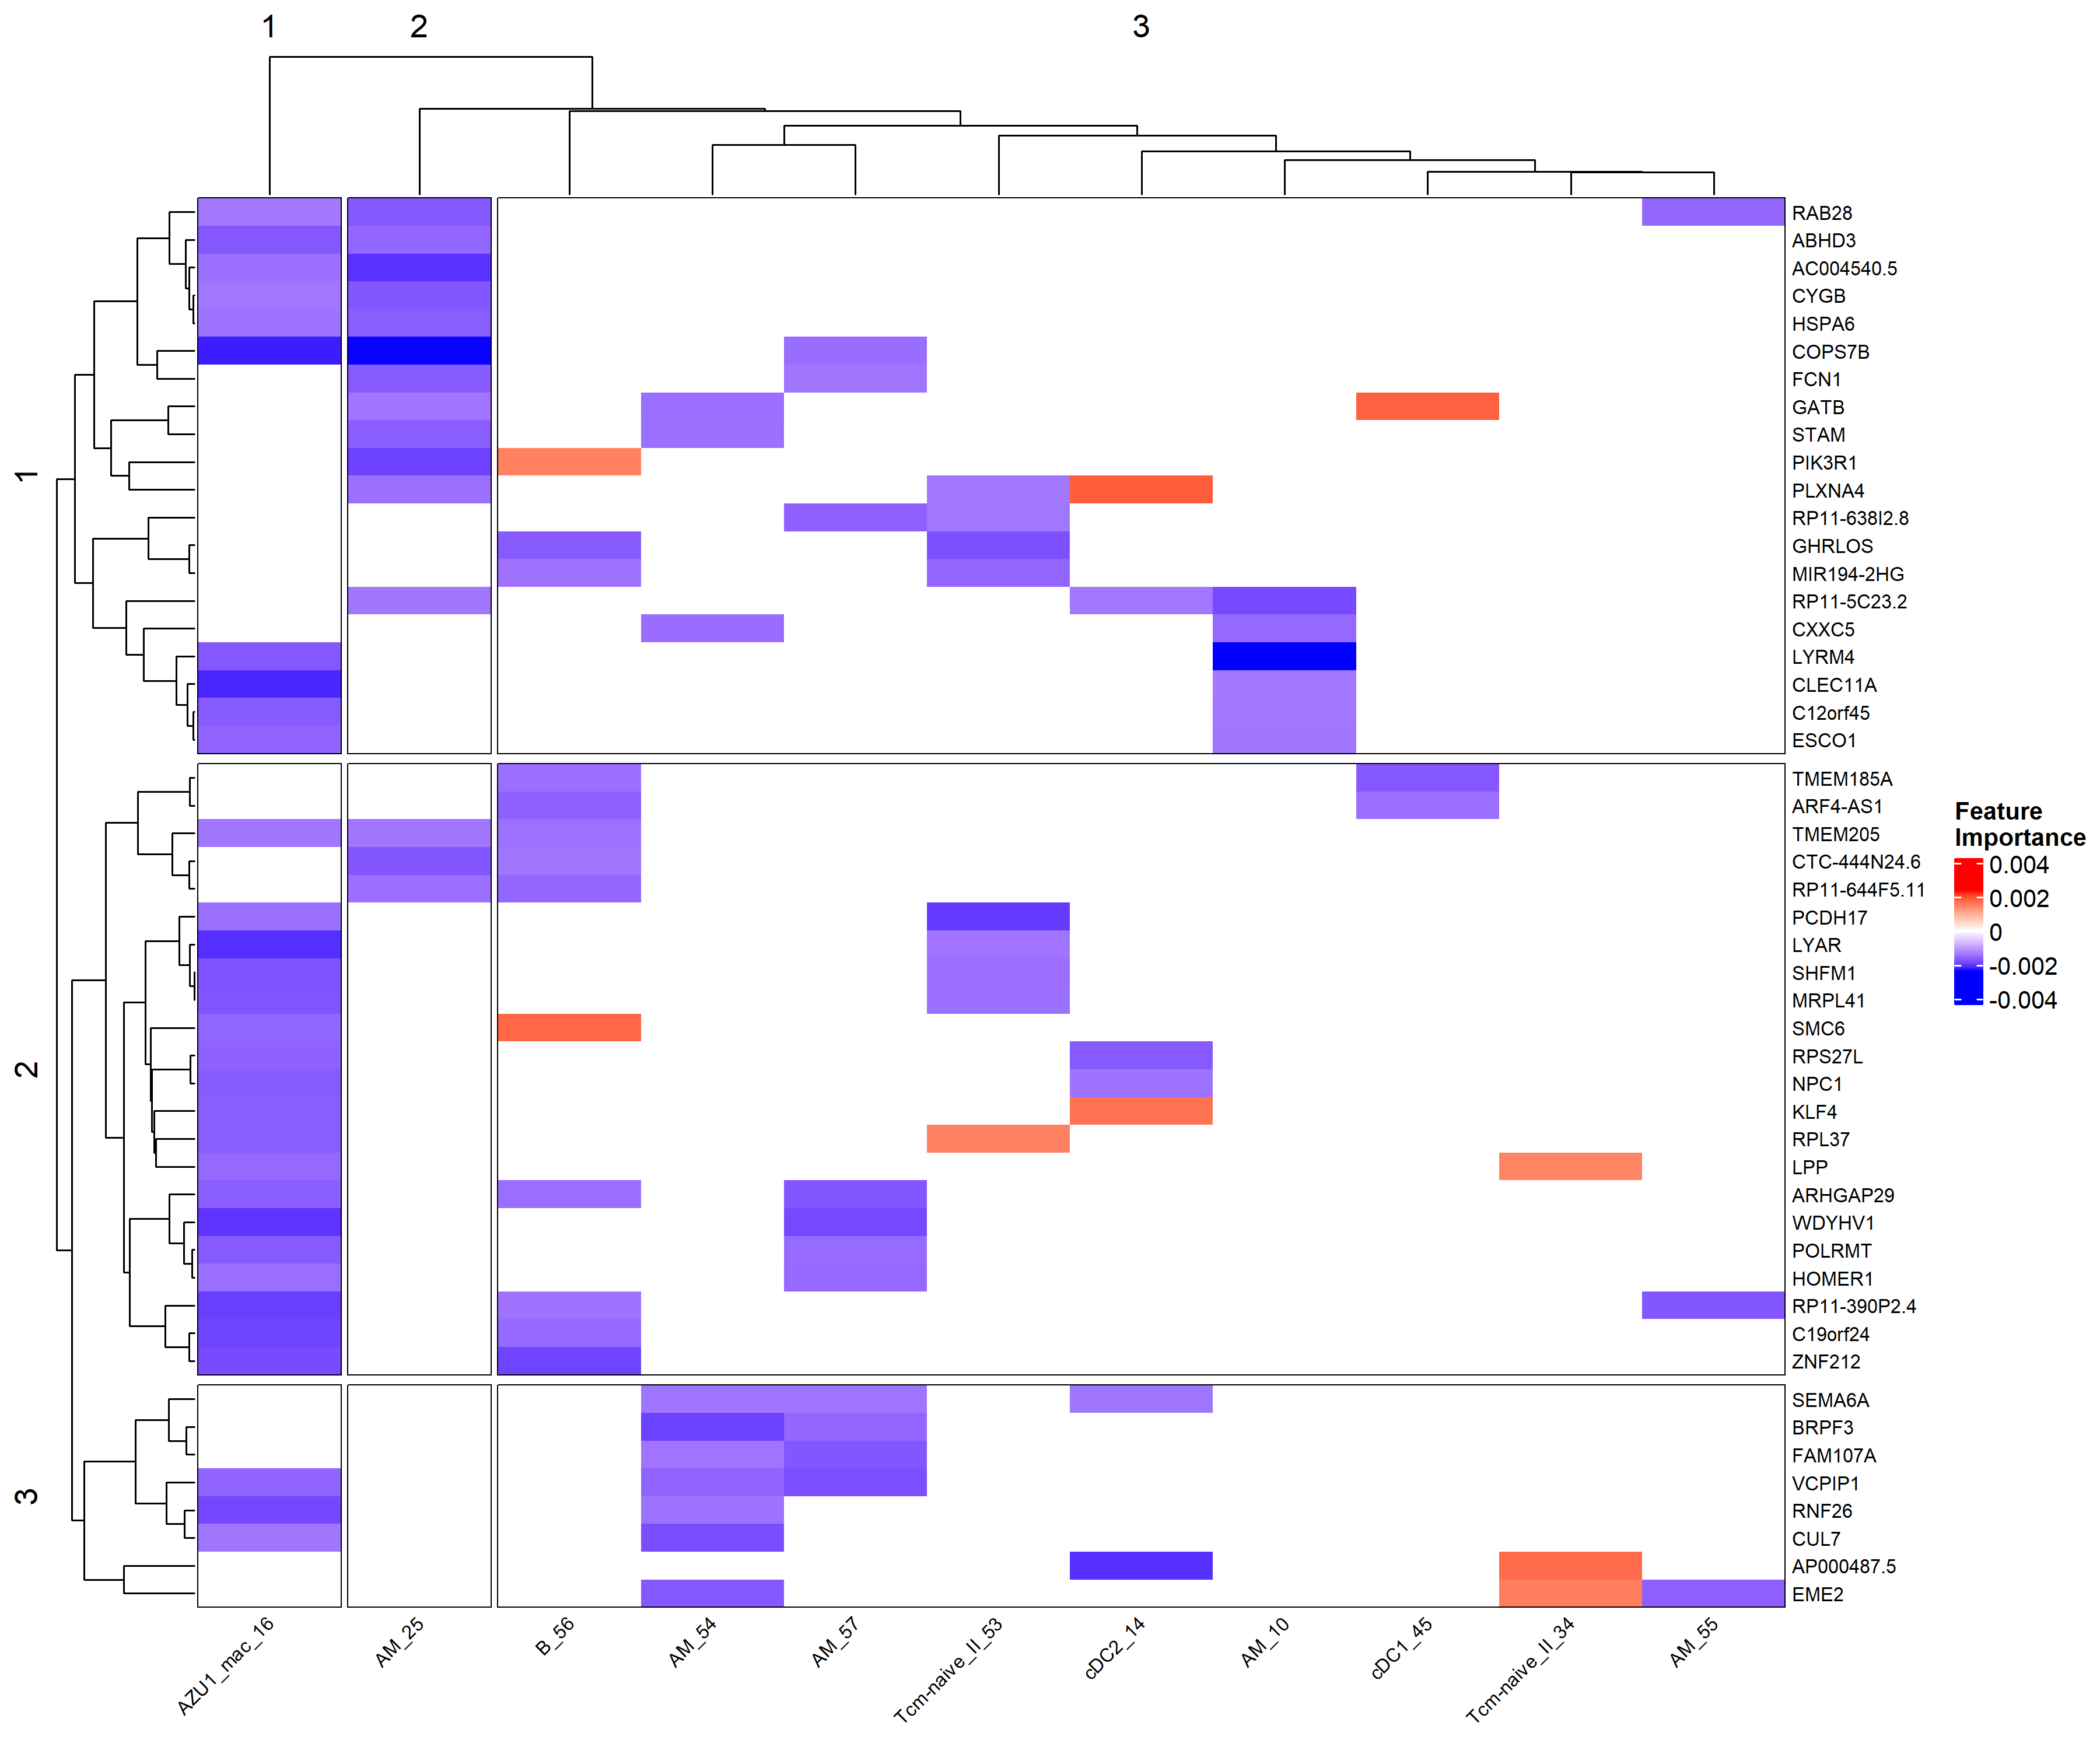 1
2
3
1
2
3
RAB28
ABHD3
AC004540.5
CYGB
HSPA6
COPS7B
FCN1
GATB
STAM
PIK3R1
PLXNA4
RP11-638I2.8
GHRLOS
MIR194-2HG
RP11-5C23.2
CXXC5
LYRM4
CLEC11A
C12orf45
ESCO1
TMEM185A
ARF4-AS1
TMEM205
CTC-444N24.6
RP11-644F5.11
PCDH17
LYAR
SHFM1
MRPL41
SMC6
RPS27L
NPC1
KLF4
RPL37
LPP
ARHGAP29
WDYHV1
POLRMT
HOMER1
RP11-390P2.4
C19orf24
ZNF212
SEMA6A
BRPF3
FAM107A
VCPIP1
RNF26
CUL7
AP000487.5
EME2
Feature
Importance
0.004
0.002
0
-0.002
-0.004
AZU1_mac_16
AM_25
B_56
AM_54
AM_57
Tcm-naive_II_53
cDC2_14
AM_10
cDC1_45
Tcm-naive_II_34
AM_55